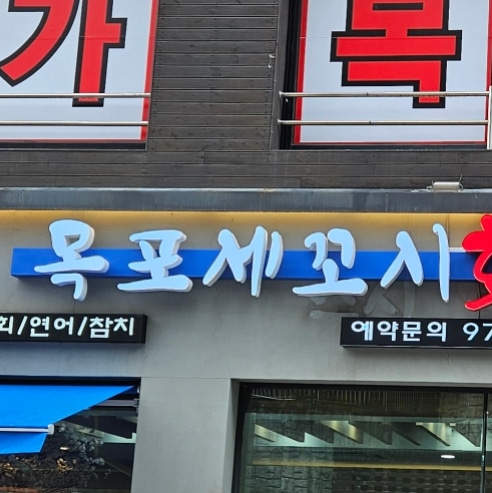 가 복
목포세꼬시
회/연어/참치
예약문의 97